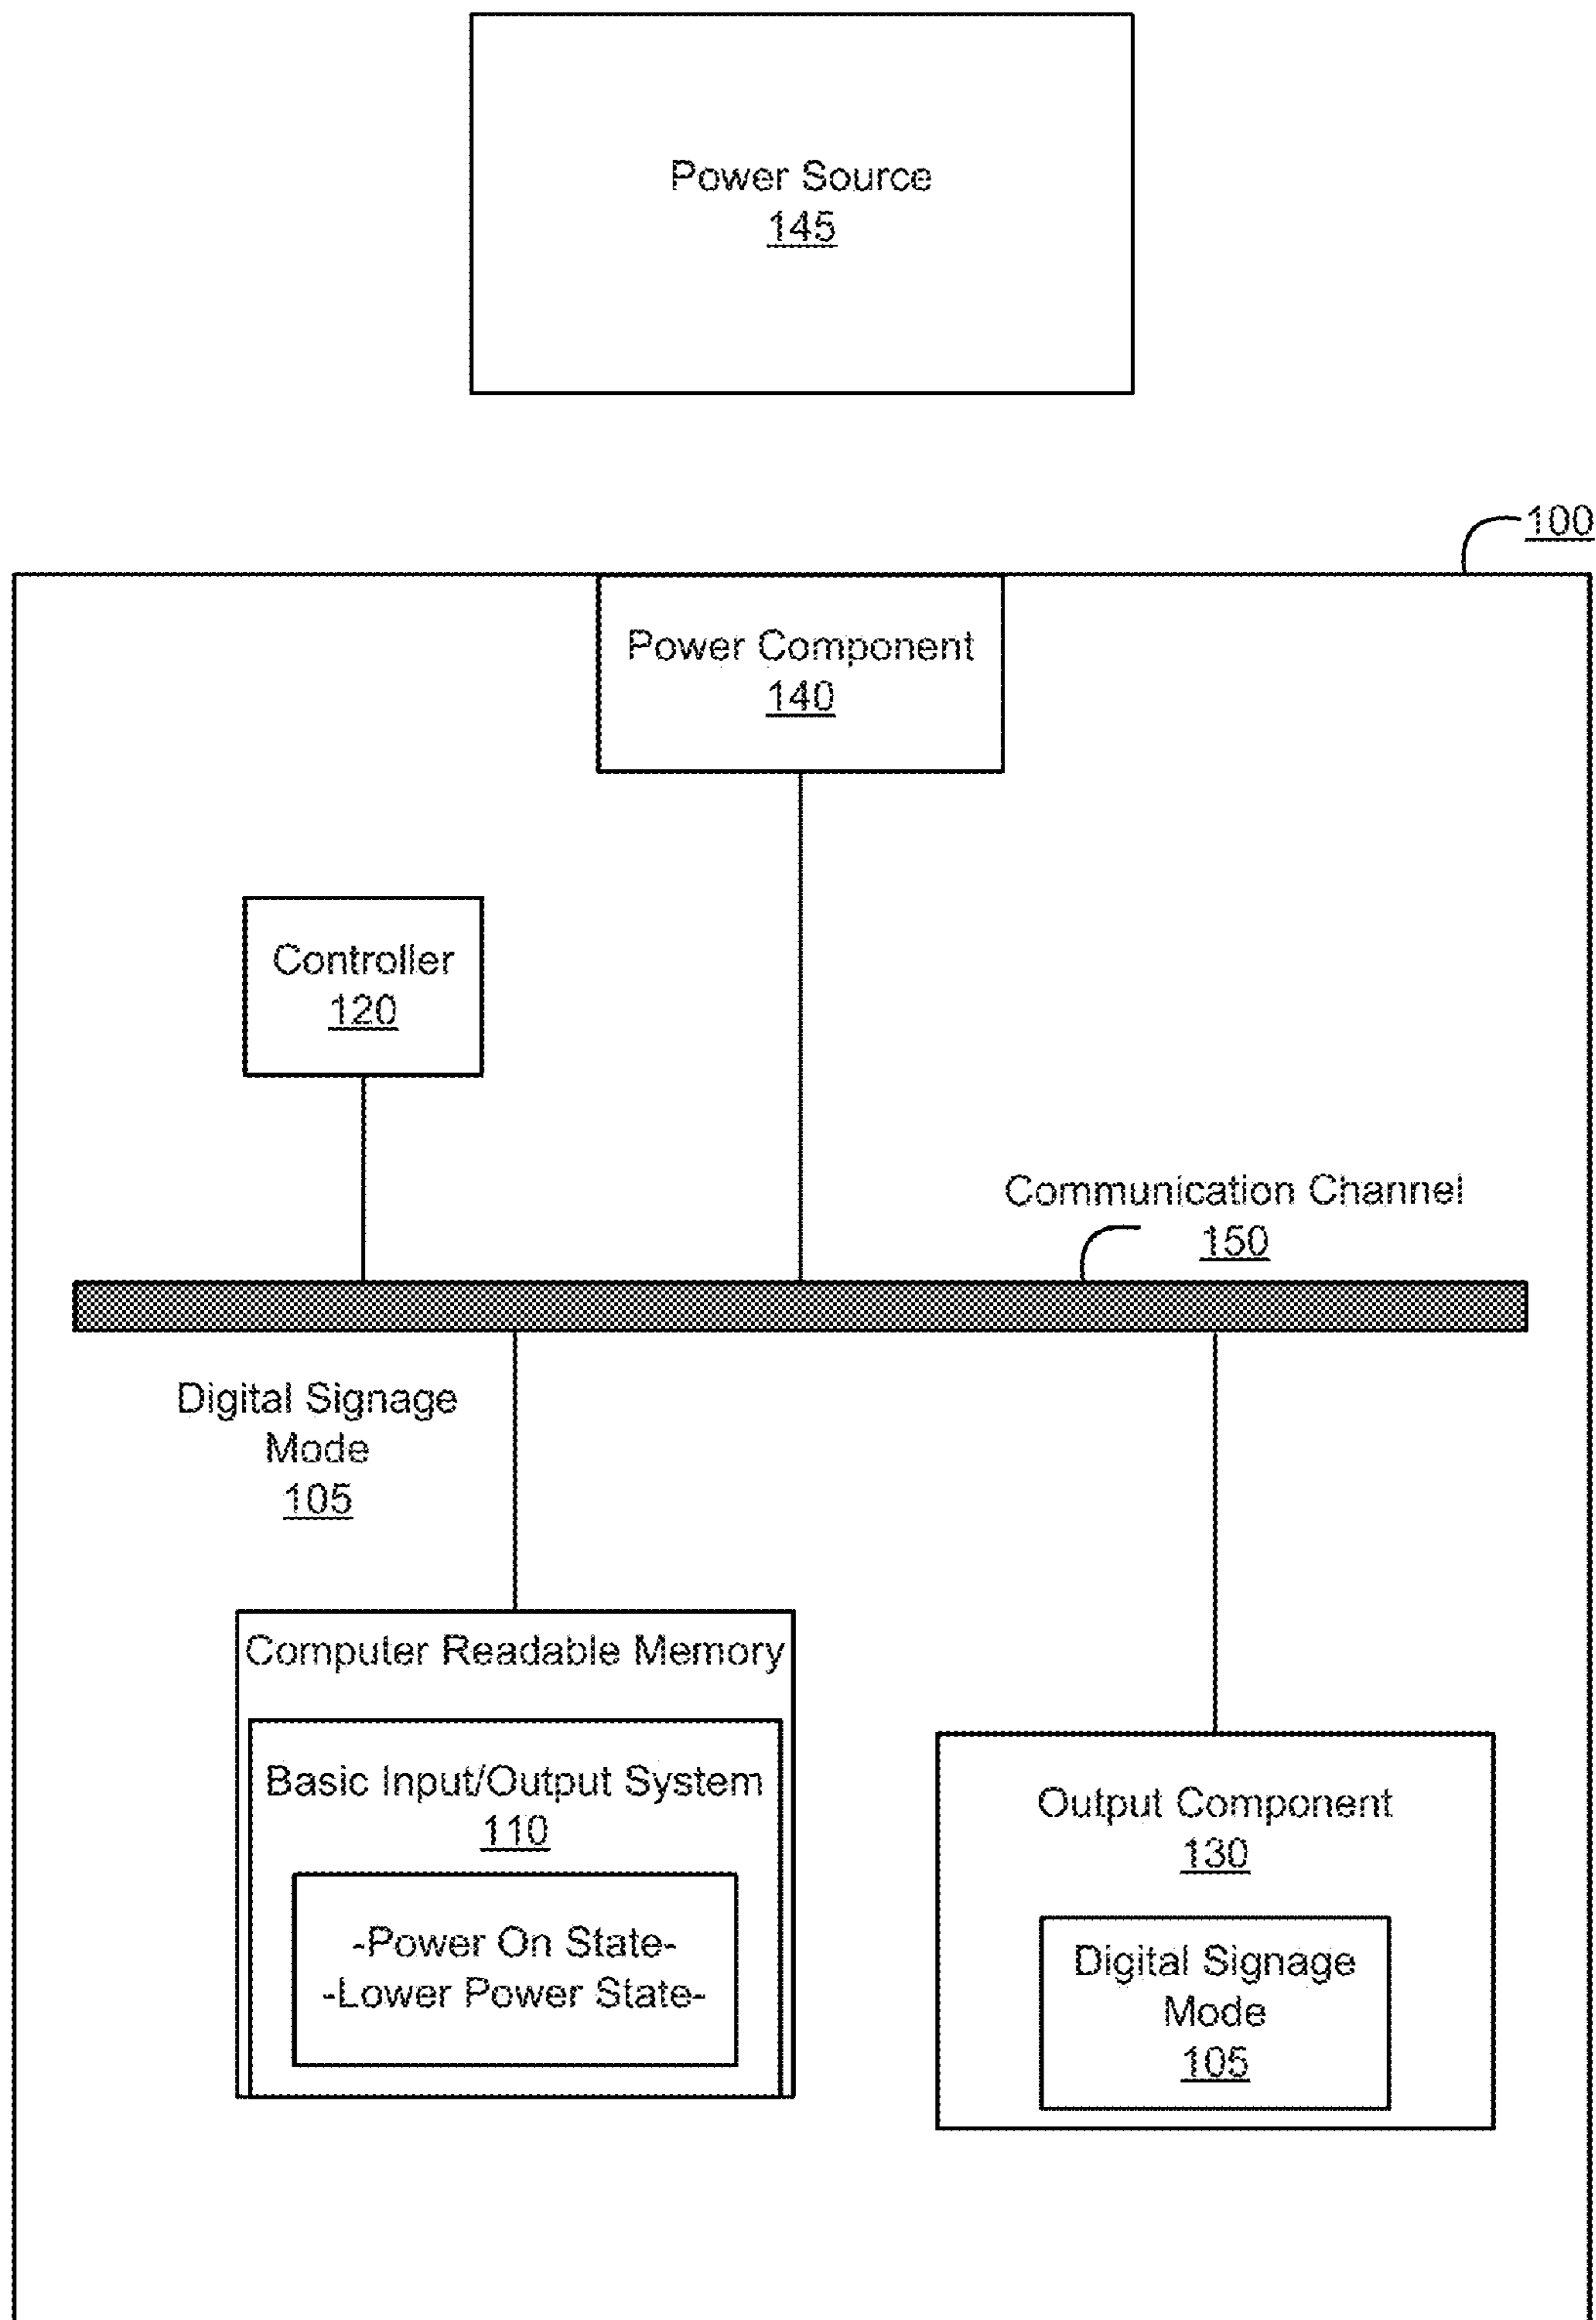 Power Source
145
100
Power Component
140
Controller
120
Communication Channel
150
Digital Signage
Mode
105
Computer Readable Memory
Basic Input/Output System
110
-Power On State-
-Lower Power State-
Output Component
130
Digital Signage
Mode
105